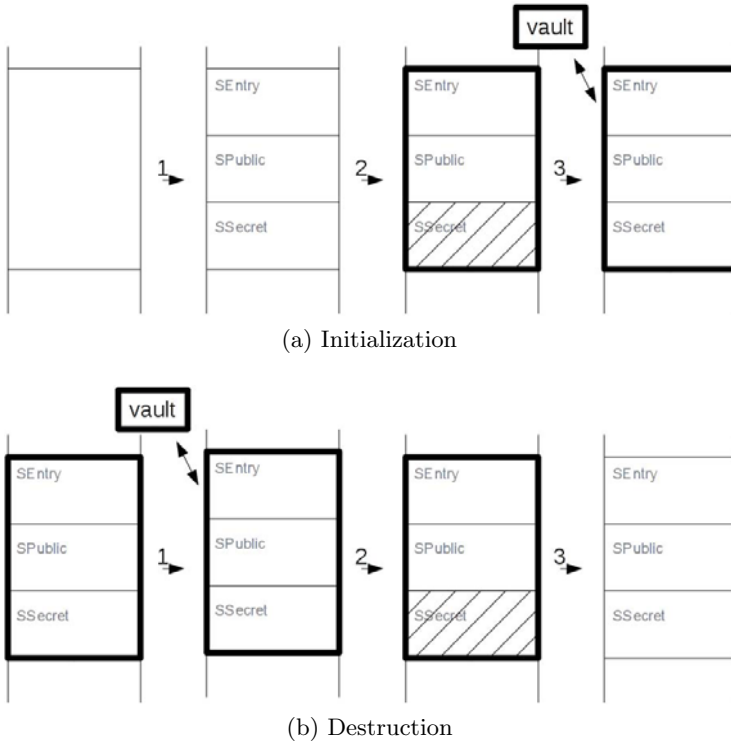 vault
SEntry SEntry SEntry
1 SPublic 2 SPublic 3 SPublic
SSecret SSecret SSecret
(a) Initialization
vault
SEntry SEntry SEntry SEntry
SPublic 1 SPublic 2 SPublic 3 SPublic
SSecret SSecret SSecret SSecret
(b) Destruction